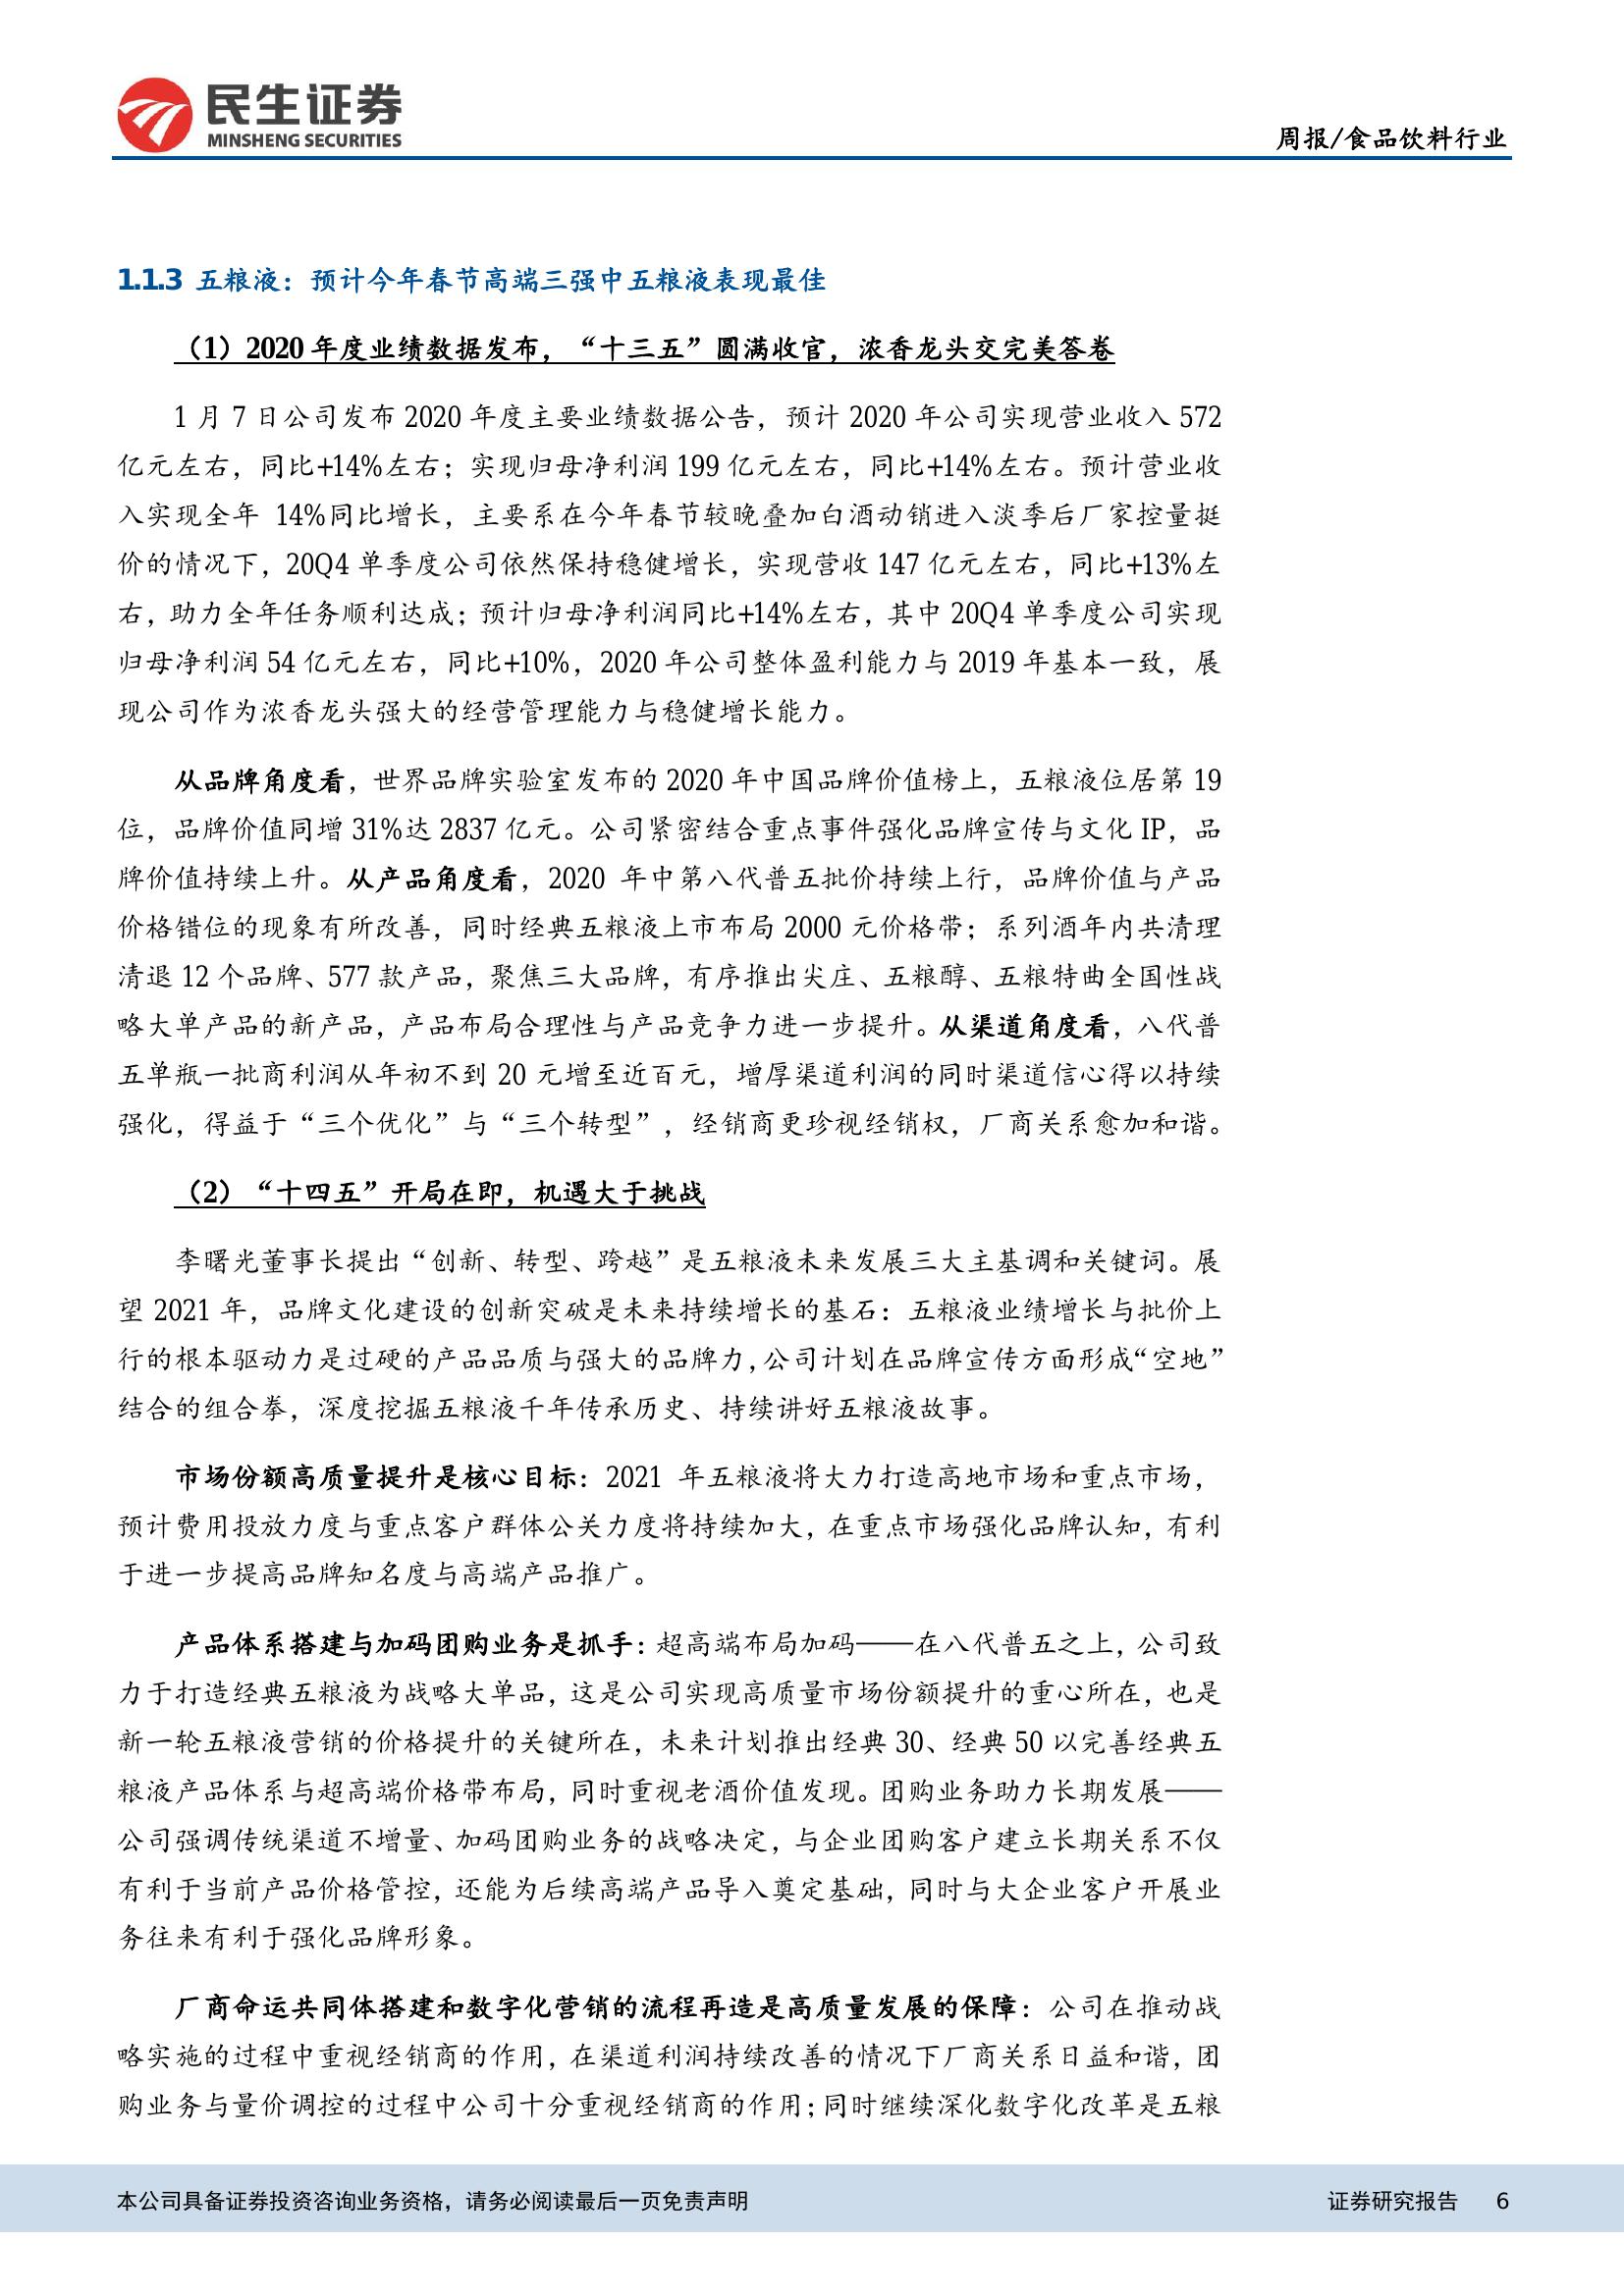 民生证券
MINSHENG SECURITIES
周报/食品饮料行业
1.1.3 五粮液：预计今年春节高端三强中五粮液表现最佳
（1）2020 年度业绩数据发布，“十三五”圆满收官，浓香龙头交完美答卷
1 月 7 日公司发布 2020 年度主要业绩数据公告，预计 2020 年公司实现营业收入 572
亿元左右，同比+14%左右；实现归母净利润 199 亿元左右，同比+14%左右。预计营业收
入实现全年 14%同比增长，主要系在今年春节较晚叠加白酒动销进入淡季后厂家控量挺
价的情况下，20Q4 单季度公司依然保持稳健增长，实现营收 147 亿元左右，同比+13%左
右，助力全年任务顺利达成；预计归母净利润同比+14%左右，其中 20Q4 单季度公司实现
归母净利润 54 亿元左右，同比+10%，2020 年公司整体盈利能力与 2019 年基本一致，展
现公司作为浓香龙头强大的经营管理能力与稳健增长能力。
从品牌角度看，世界品牌实验室发布的 2020 年中国品牌价值榜上，五粮液位居第 19
位，品牌价值同增 31%达 2837 亿元。公司紧密结合重点事件强化品牌宣传与文化 IP，品
牌价值持续上升。从产品角度看，2020 年中第八代普五批价持续上行，品牌价值与产品
价格错位的现象有所改善，同时经典五粮液上市布局 2000 元价格带；系列酒年内共清理
清退 12 个品牌、577 款产品，聚焦三大品牌，有序推出尖庄、五粮醇、五粮特曲全国性战
略大单产品的新产品，产品布局合理性与产品竞争力进一步提升。从渠道角度看，八代普
五单瓶一批商利润从年初不到 20 元增至近百元，增厚渠道利润的同时渠道信心得以持续
强化，得益于“三个优化”与“三个转型”，经销商更珍视经销权，厂商关系愈加和谐。
（2）“十四五”开局在即，机遇大于挑战
李曙光董事长提出“创新、转型、跨越”是五粮液未来发展三大主基调和关键词。展
望 2021 年，品牌文化建设的创新突破是未来持续增长的基石：五粮液业绩增长与批价上
行的根本驱动力是过硬的产品品质与强大的品牌力，公司计划在品牌宣传方面形成“空地”
结合的组合拳，深度挖掘五粮液千年传承历史、持续讲好五粮液故事。
市场份额高质量提升是核心目标：2021 年五粮液将大力打造高地市场和重点市场，
预计费用投放力度与重点客户群体公关力度将持续加大，在重点市场强化品牌认知，有利
于进一步提高品牌知名度与高端产品推广。
产品体系搭建与加码团购业务是抓手：超高端布局加码——在八代普五之上，公司致
力于打造经典五粮液为战略大单品，这是公司实现高质量市场份额提升的重心所在，也是
新一轮五粮液营销的价格提升的关键所在，未来计划推出经典 30、经典 50 以完善经典五
粮液产品体系与超高端价格带布局，同时重视老酒价值发现。团购业务助力长期发展——
公司强调传统渠道不增量、加码团购业务的战略决定，与企业团购客户建立长期关系不仅
有利于当前产品价格管控，还能为后续高端产品导入奠定基础，同时与大企业客户开展业
务往来有利于强化品牌形象。
厂商命运共同体搭建和数字化营销的流程再造是高质量发展的保障：公司在推动战
略实施的过程中重视经销商的作用，在渠道利润持续改善的情况下厂商关系日益和谐，团
购业务与量价调控的过程中公司十分重视经销商的作用；同时继续深化数字化改革是五粮
本公司具备证券投资咨询业务资格，请务必阅读最后一页免责声明
证券研究报告 6